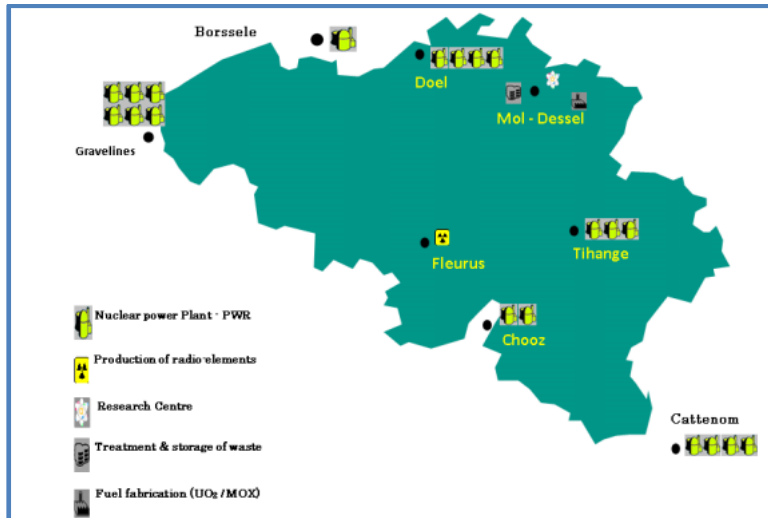 Borssele
Doel
Mol - Dessel
Gravelines
Fleurus
Tihange
Chooz
Cattenom
Nuclear power Plant - PWR
Production of radio-elements
Research Centre
Treatment & storage of waste
Fuel fabrication (UO₂ / MOX)